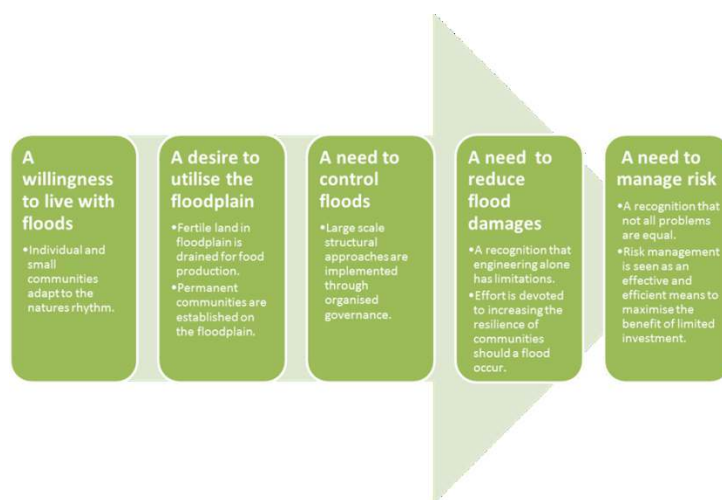 A
willingness
to live with
floods
•Individual and
small
communities
adapt to the
natures rhythm.
A desire to
utilise the
floodplain
•Fertile land in
floodplain is
drained for food
production.
•Permanent
communities are
established on
the floodplain.
A need to
control
floods
•Large scale
structural
approaches are
implemented
through
organised
governance.
A need to
reduce
flood
damages
•A recognition that
engineering alone
has limitations.
•Effort is devoted
to increasing the
resilience of
communities
should a flood
occur.
A need to
manage risk
•A recognition that
not all problems
are equal.
•Risk management
is seen as an
effective and
efficient means to
maximise the
benefit of limited
investment.